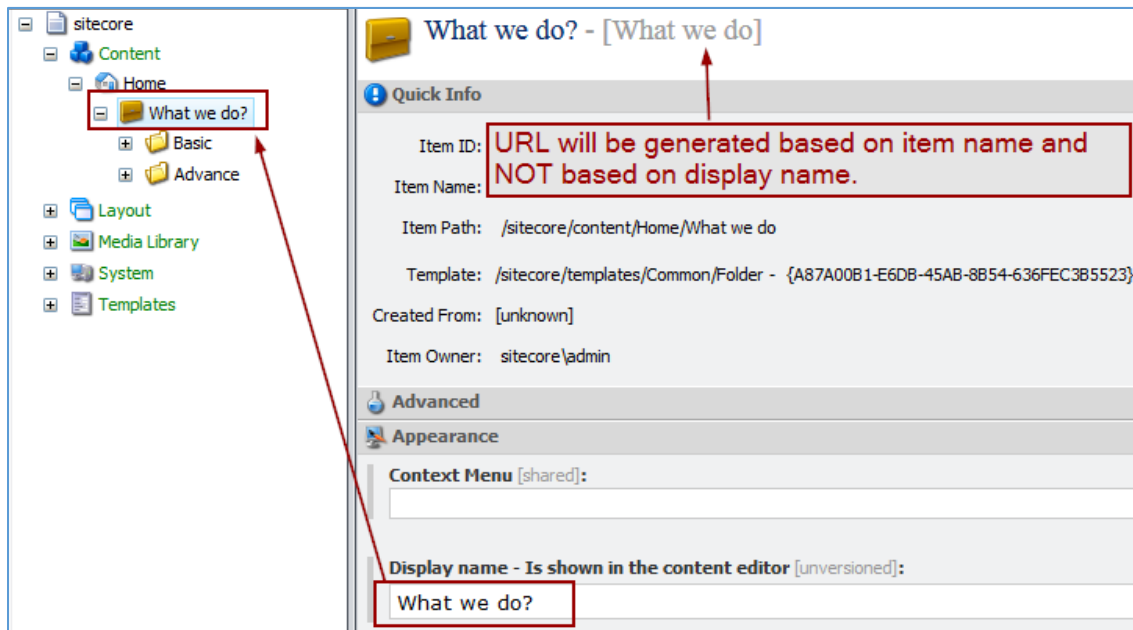 sitecore
Content
Home
What we do?
Basic
Advance
Layout
Media Library
System
Templates
What we do? - [What we do]
Quick Info
Item ID:
URL will be generated based on item name and
NOT based on display name.
Item Name:
Item Path: /sitecore/content/Home/What we do
Template: /sitecore/templates/Common/Folder - {A87A00B1-E6DB-45AB-8B54-636FEC3B5523}
Created From: [unknown]
Item Owner: sitecore\admin
Advanced
Appearance
Context Menu [shared]:
Display name - Is shown in the content editor [unversioned]:
What we do?